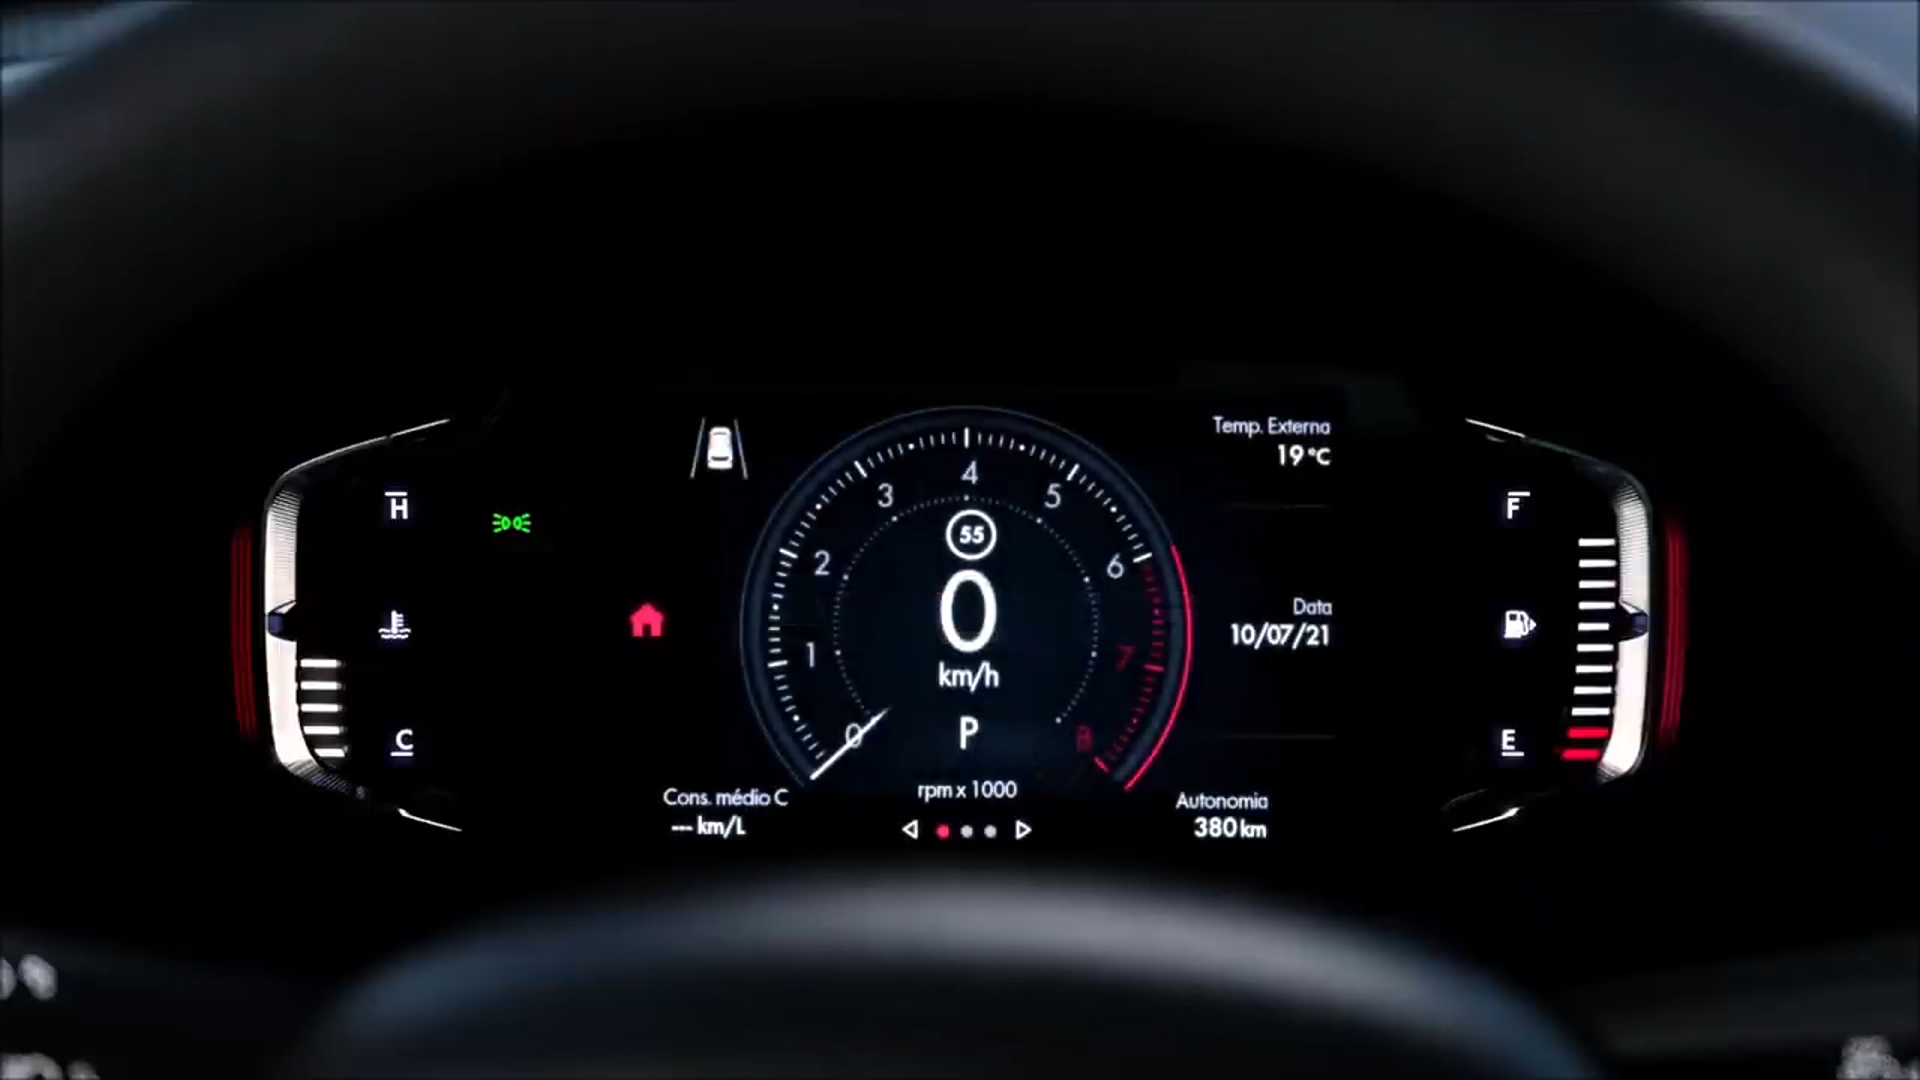 Temp. Externa
19 °C
H
F
4
3
5
55
2
6
0
Data
10/07/21
km/h
1
7
C
0
P
8
E
rpm x 1000
Cons. médio C
--- km/L
Autonomia
380 km